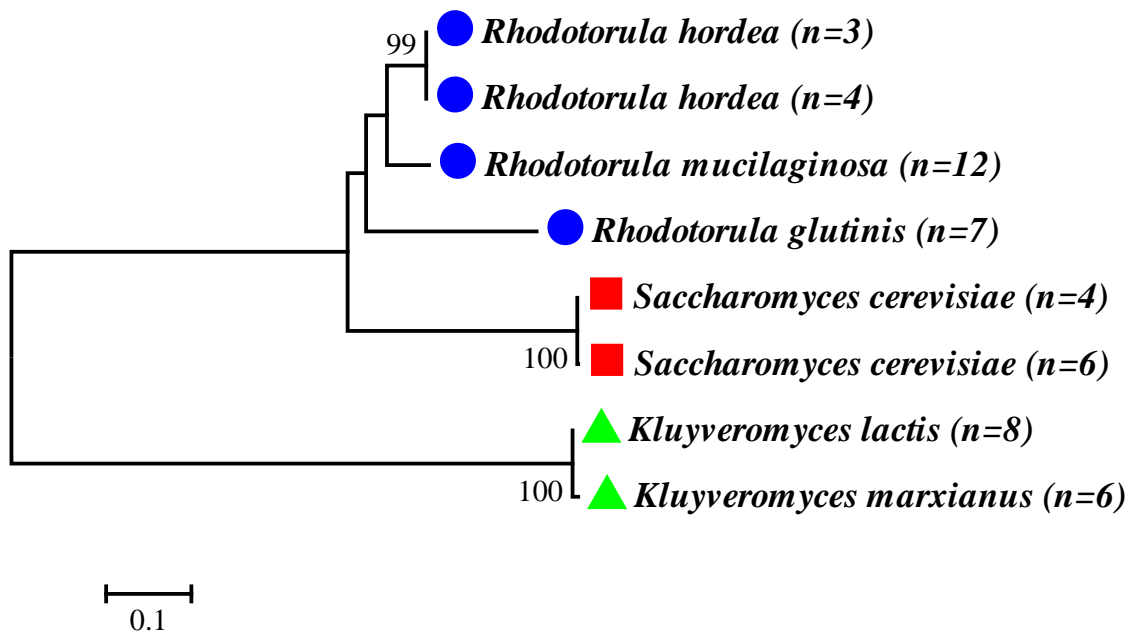 99
Rhodotorula hordea (n=3)
Rhodotorula hordea (n=4)
Rhodotorula mucilaginosa (n=12)
Rhodotorula glutinis (n=7)
Saccharomyces cerevisiae (n=4)
100
Saccharomyces cerevisiae (n=6)
Kluyveromyces lactis (n=8)
100
Kluyveromyces marxianus (n=6)
0.1